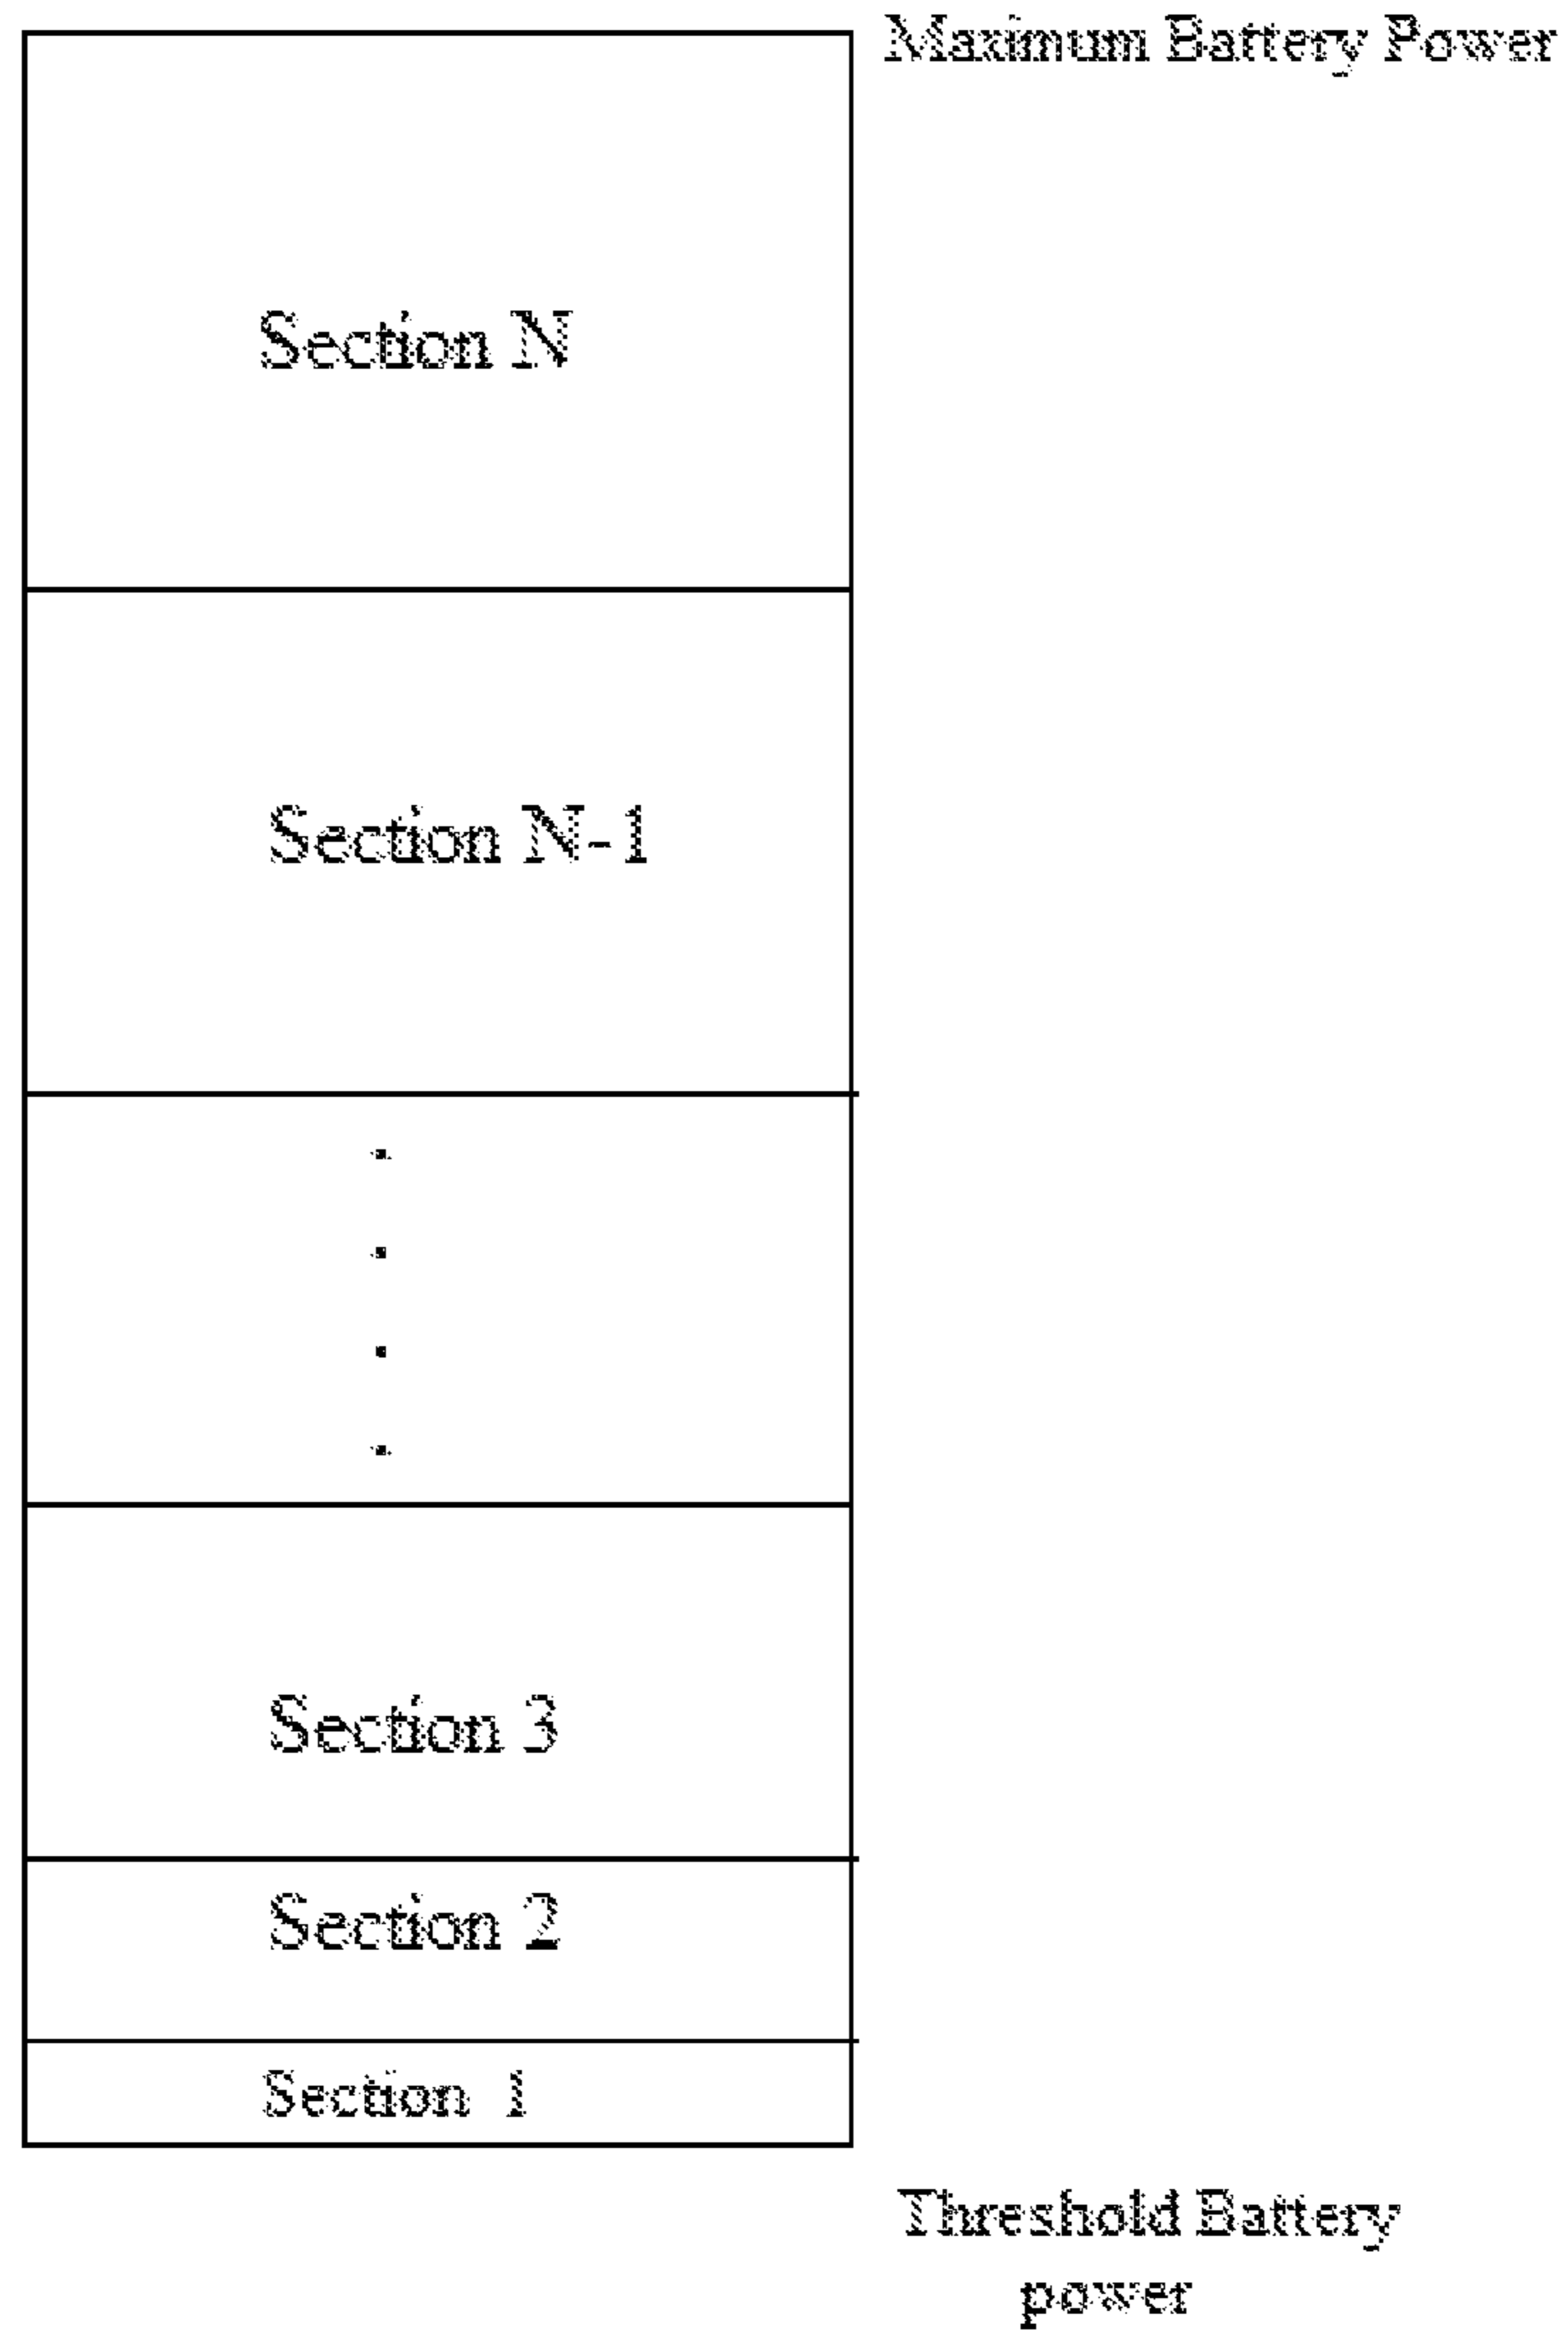 Maximum Battery Power
Section N
Section N-1
.
.
.
.
Section 3
Section 2
Section 1
Threshold Battery
power